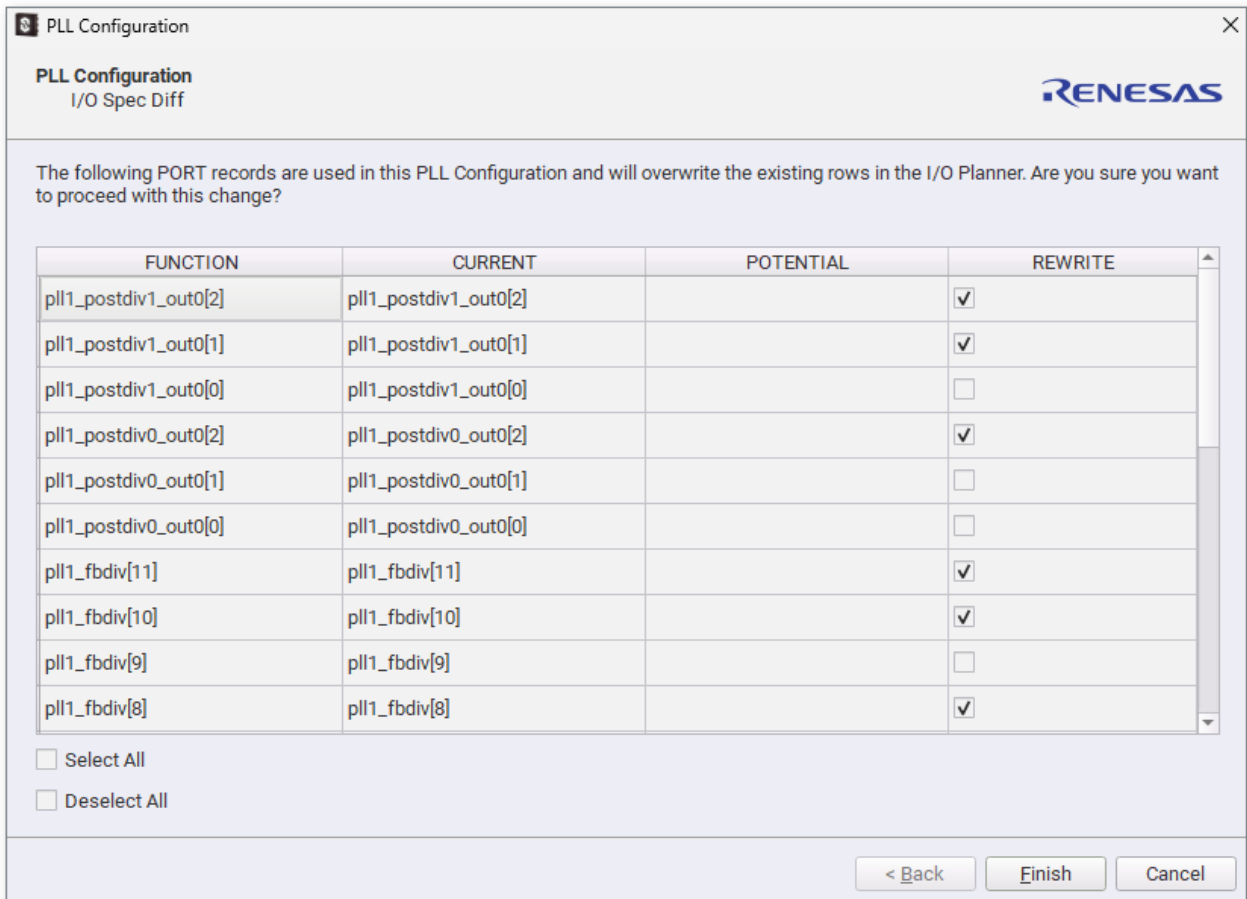 PLL Configuration
PLL Configuration
I/O Spec Diff
RENESAS
The following PORT records are used in this PLL Configuration and will overwrite the existing rows in the I/O Planner. Are you sure you want
to proceed with this change?
FUNCTION CURRENT POTENTIAL REWRITE
pll1_postdiv1_out0[2] pll1_postdiv1_out0[2]
pll1_postdiv1_out0[1] pll1_postdiv1_out0[1]
pll1_postdiv1_out0[0] pll1_postdiv1_out0[0]
pll1_postdiv0_out0[2] pll1_postdiv0_out0[2]
pll1_postdiv0_out0[1] pll1_postdiv0_out0[1]
pll1_postdiv0_out0[0] pll1_postdiv0_out0[0]
pll1_fbdiv[11] pll1_fbdiv[11]
pll1_fbdiv[10] pll1_fbdiv[10]
pll1_fbdiv[9] pll1_fbdiv[9]
pll1_fbdiv[8] pll1_fbdiv[8]
Select All
Deselect All
< Back Finish Cancel